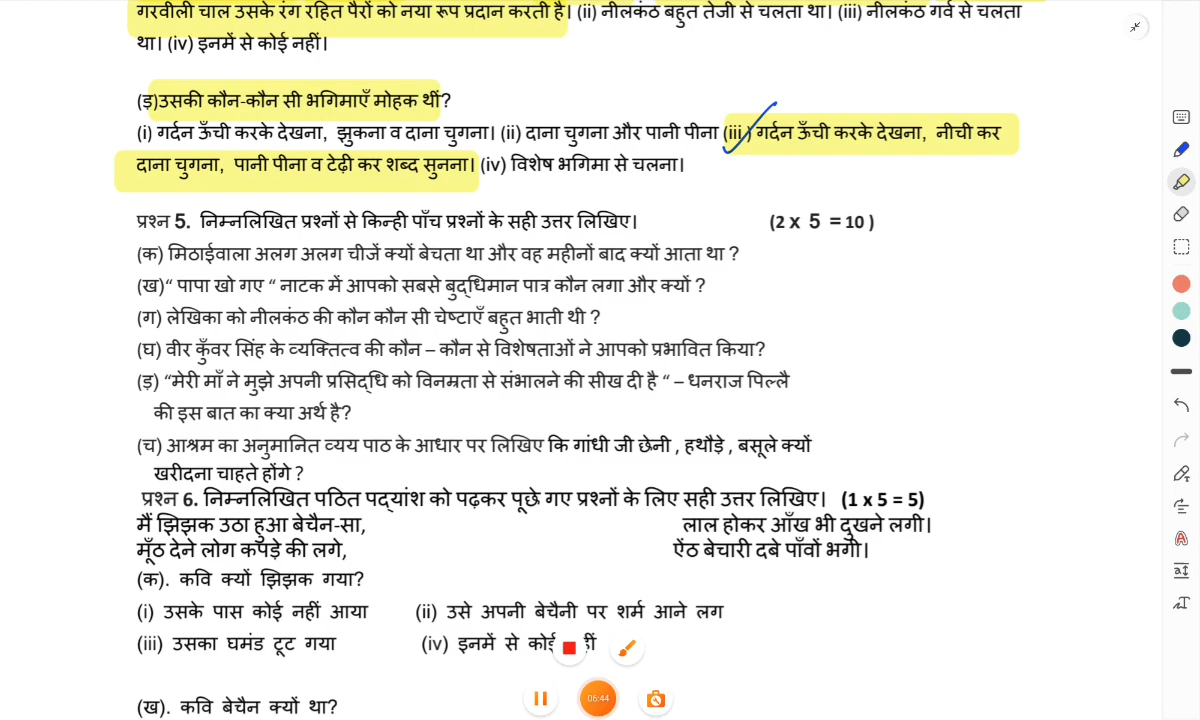 गरवीली चाल उसके रंग रहित पैरों को नया रूप प्रदान करती है। (ii) नीलकंठ बहुत तेजी से चलता था। (iii) नीलकंठ गर्व से चलता
था। (iv) इनमें से कोई नहीं।
(ड़)उसकी कौन-कौन सी भगिमाएँ मोहक थीं?
(i) गर्दन ऊँची करके देखना, झुकना व दाना चुगना। (ii) दाना चुगना और पानी पीना (iii ) गर्दन ऊँची करके देखना, नीची कर
दाना चुगना, पानी पीना व टेढ़ी कर शब्द सुनना। (iv) विशेष भगिमा से चलना।
प्रश्न 5. निम्नलिखित प्रश्नों से किन्ही पाँच प्रश्नों के सही उत्तर लिखिए। (2 x 5 = 10 )
(क) मिठाईवाला अलग अलग चीजें क्यों बेचता था और वह महीनों बाद क्यों आता था ?
(ख)“ पापा खो गए “ नाटक में आपको सबसे बुद्धिमान पात्र कौन लगा और क्यों ?
(ग) लेखिका को नीलकंठ की कौन कौन सी चेष्टाएँ बहुत भाती थी ?
(घ) वीर कुँवर सिंह के व्यक्तित्व की कौन – कौन से विशेषताओं ने आपको प्रभावित किया?
(ड़) “मेरी माँ ने मुझे अपनी प्रसिद्धि को विनम्रता से संभालने की सीख दी है “ – धनराज पिल्लै
की इस बात का क्या अर्थ है?
(च) आश्रम का अनुमानित व्यय पाठ के आधार पर लिखिए कि गांधी जी छेनी , हथौड़े , बसूले क्यों
खरीदना चाहते होंगे ?
प्रश्न 6. निम्नलिखित पठित पद्यांश को पढ़कर पूछे गए प्रश्नों के लिए सही उत्तर लिखिए। (1 x 5 = 5)
मैं झिझक उठा हुआ बेचैन-सा, लाल होकर आँख भी दुखने लगी।
मूँठ देने लोग कपड़े की लगे, ऐंठ बेचारी दबे पाँवों भगी।
(क). कवि क्यों झिझक गया?
(i) उसके पास कोई नहीं आया (ii) उसे अपनी बेचैनी पर शर्म आने लग
(iii) उसका घमंड टूट गया (iv) इनमें से कोई
(ख). कवि बेचैन क्यों था?
06:44